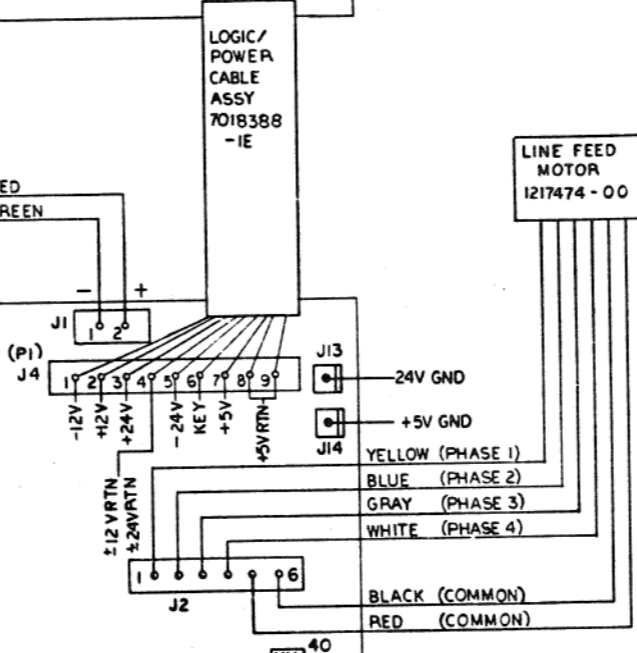 LOGIC/
POWER
CABLE
ASSY
7018388
-1E
LINE FEED
MOTOR
1217474-00
ED
REEN
- +
J1 1 2
(P1)
J4 1 2 3 4 5 6 7 8 9
-12V
+12V
+24V
-24V
KEY
+5V
+5VRTN
±12VRTN
±24VRTN
J13
24V GND
+5V GND
J14
YELLOW (PHASE 1)
BLUE (PHASE 2)
GRAY (PHASE 3)
WHITE (PHASE 4)
1 6
J2
BLACK (COMMON)
RED (COMMON)
40